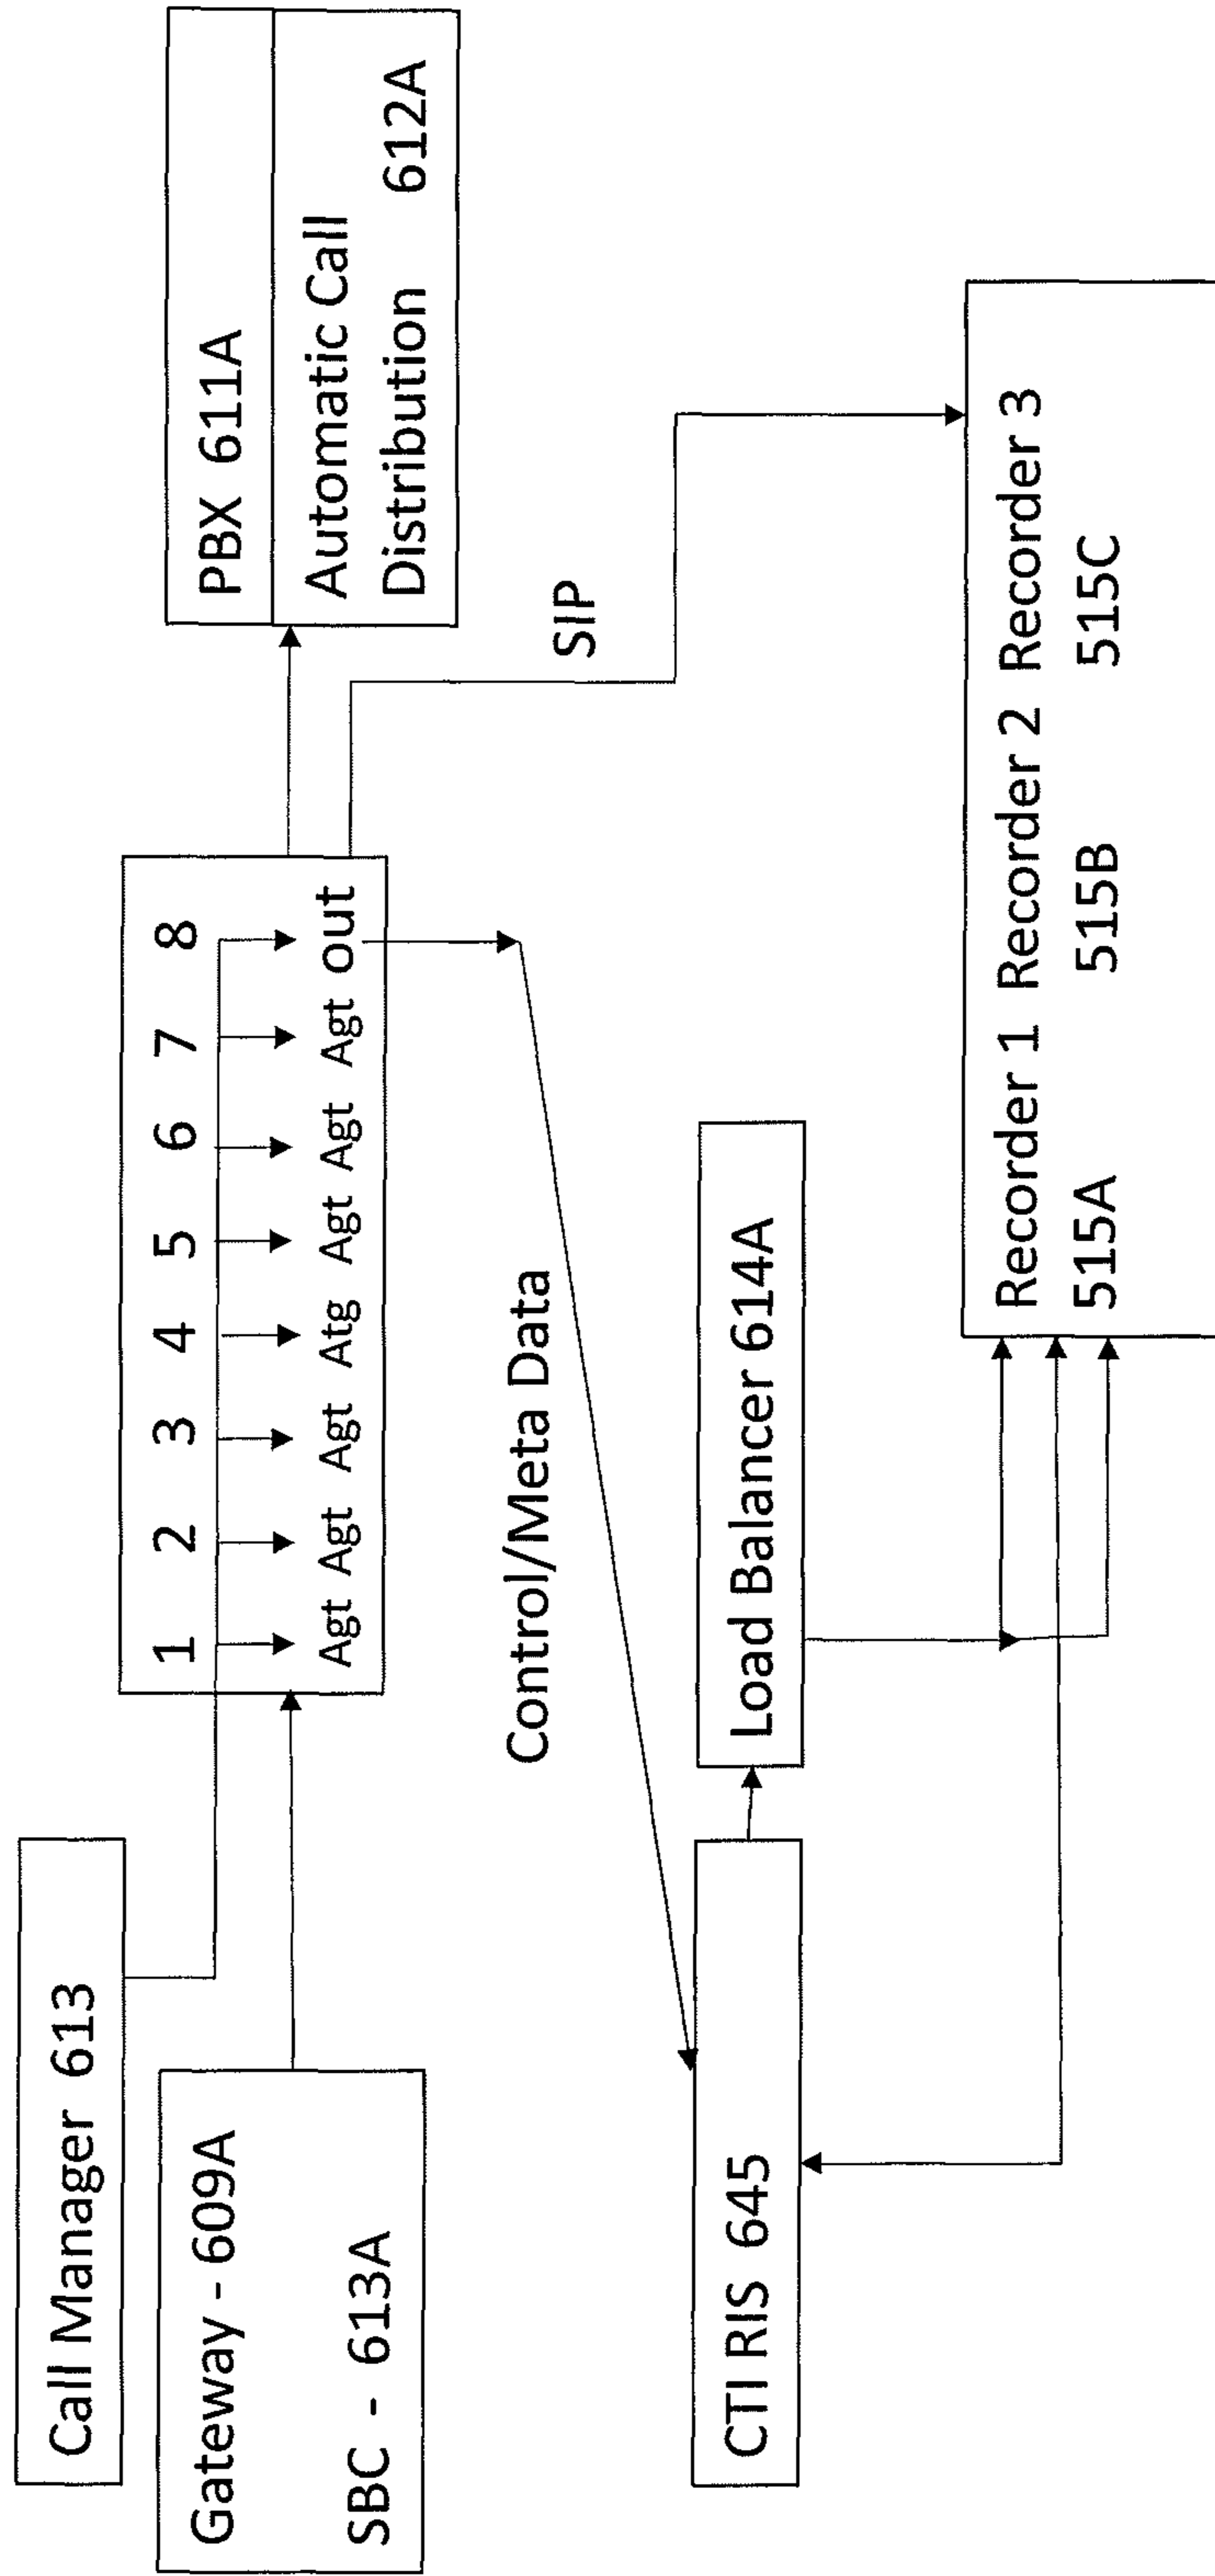 Call Manager 613
Gateway - 609A
SBC - 613A
1 2 3 4 5 6 7 8
Agt Agt Agt Atg Agt Agt Agt out
PBX 611A
Automatic Call
Distribution 612A
Control/Meta Data
SIP
CTI RIS 645
Load Balancer 614A
Recorder 1 Recorder 2 Recorder 3
515A 515B 515C